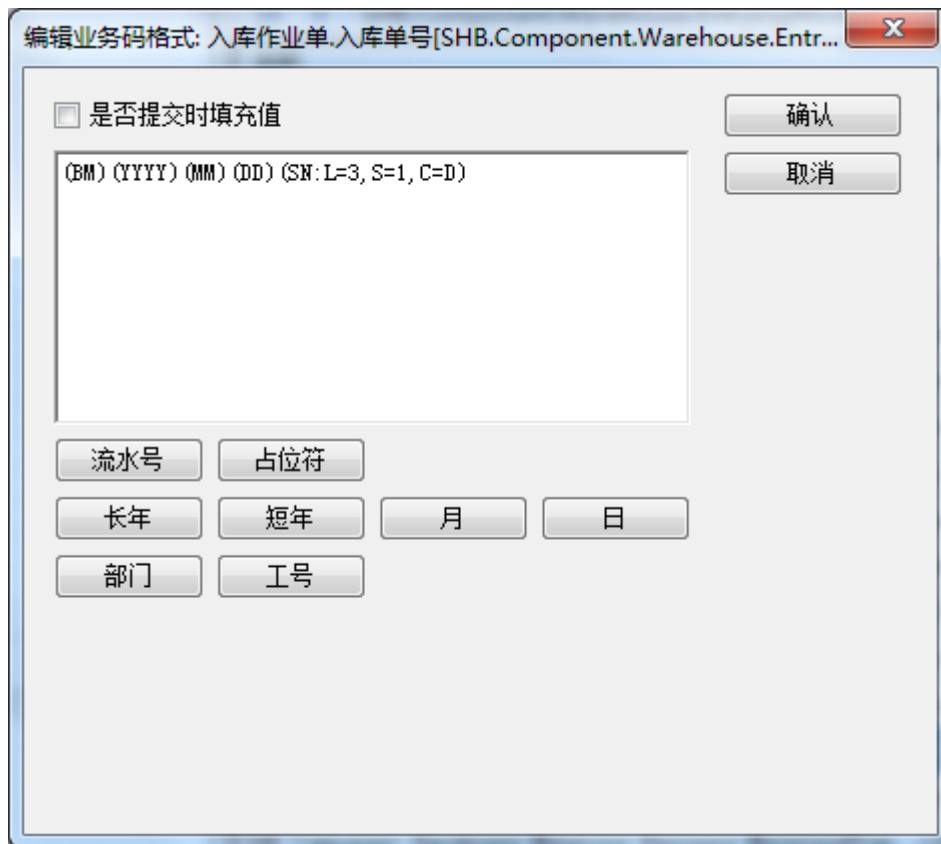 编辑业务码格式: 入库作业单.入库单号[SHB.Component.Warehouse.Entr...
是否提交时填充值
确认
(BM)(YYYY)(MM)(DD)(SN:L=3,S=1,C=D)
取消
流水号 占位符
长年 短年 月 日
部门 工号